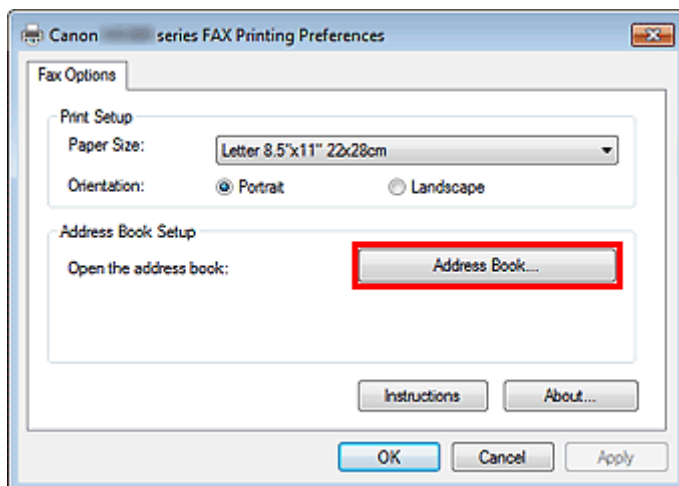 Canon series FAX Printing Preferences
Fax Options
Print Setup
Paper Size: Letter 8.5"x11" 22x28cm
Orientation: Portrait Landscape
Address Book Setup
Open the address book: Address Book...
Instructions About...
OK Cancel Apply